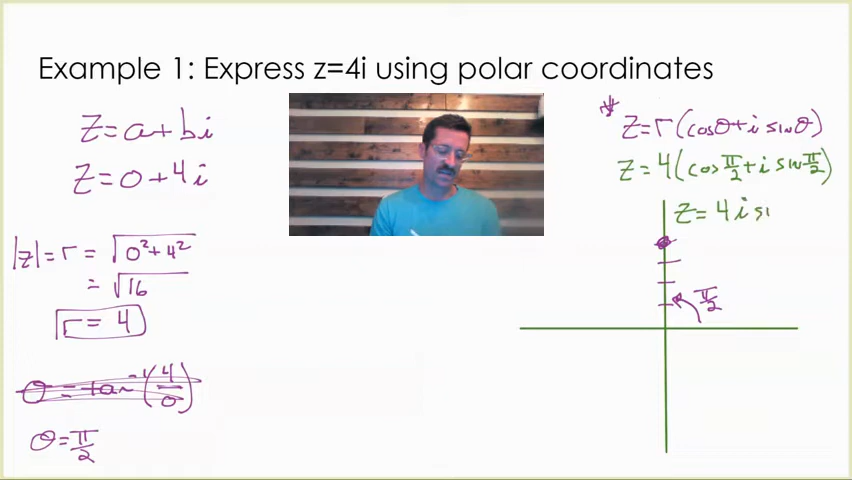 Example 1: Express z=4i using polar coordinates
z=a+bi
z=0+4i
|z|=r=√0²+4²
=√16
r=4
θ=tan⁻¹(4/0)
θ=π/2
z=r(cosθ+i sinθ)
z=4(cos π/2+i sin π/2)
z=4i si
π/2